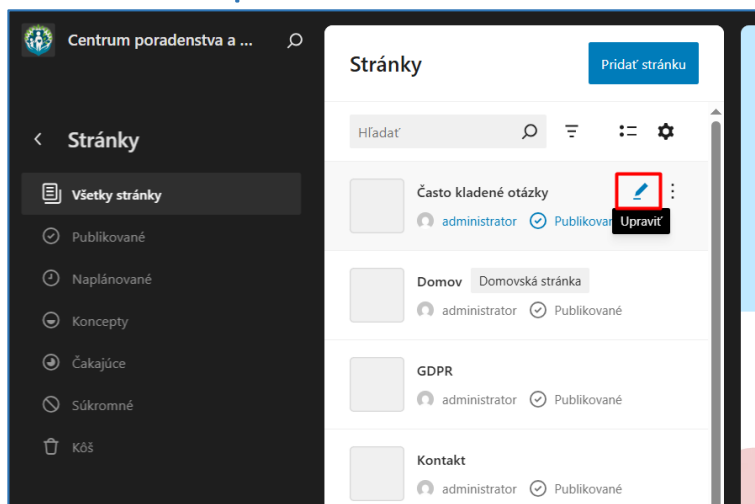 Centrum poradenstva a ...
Stránky
Všetky stránky
Publikované
Naplánované
Koncepty
Čakajúce
Súkromné
Kôš
Stránky
Pridať stránku
Hľadať
Často kladené otázky
administrator Publikovan
Upraviť
Domov Domovská stránka
administrator Publikované
GDPR
administrator Publikované
Kontakt
administrator Publikované